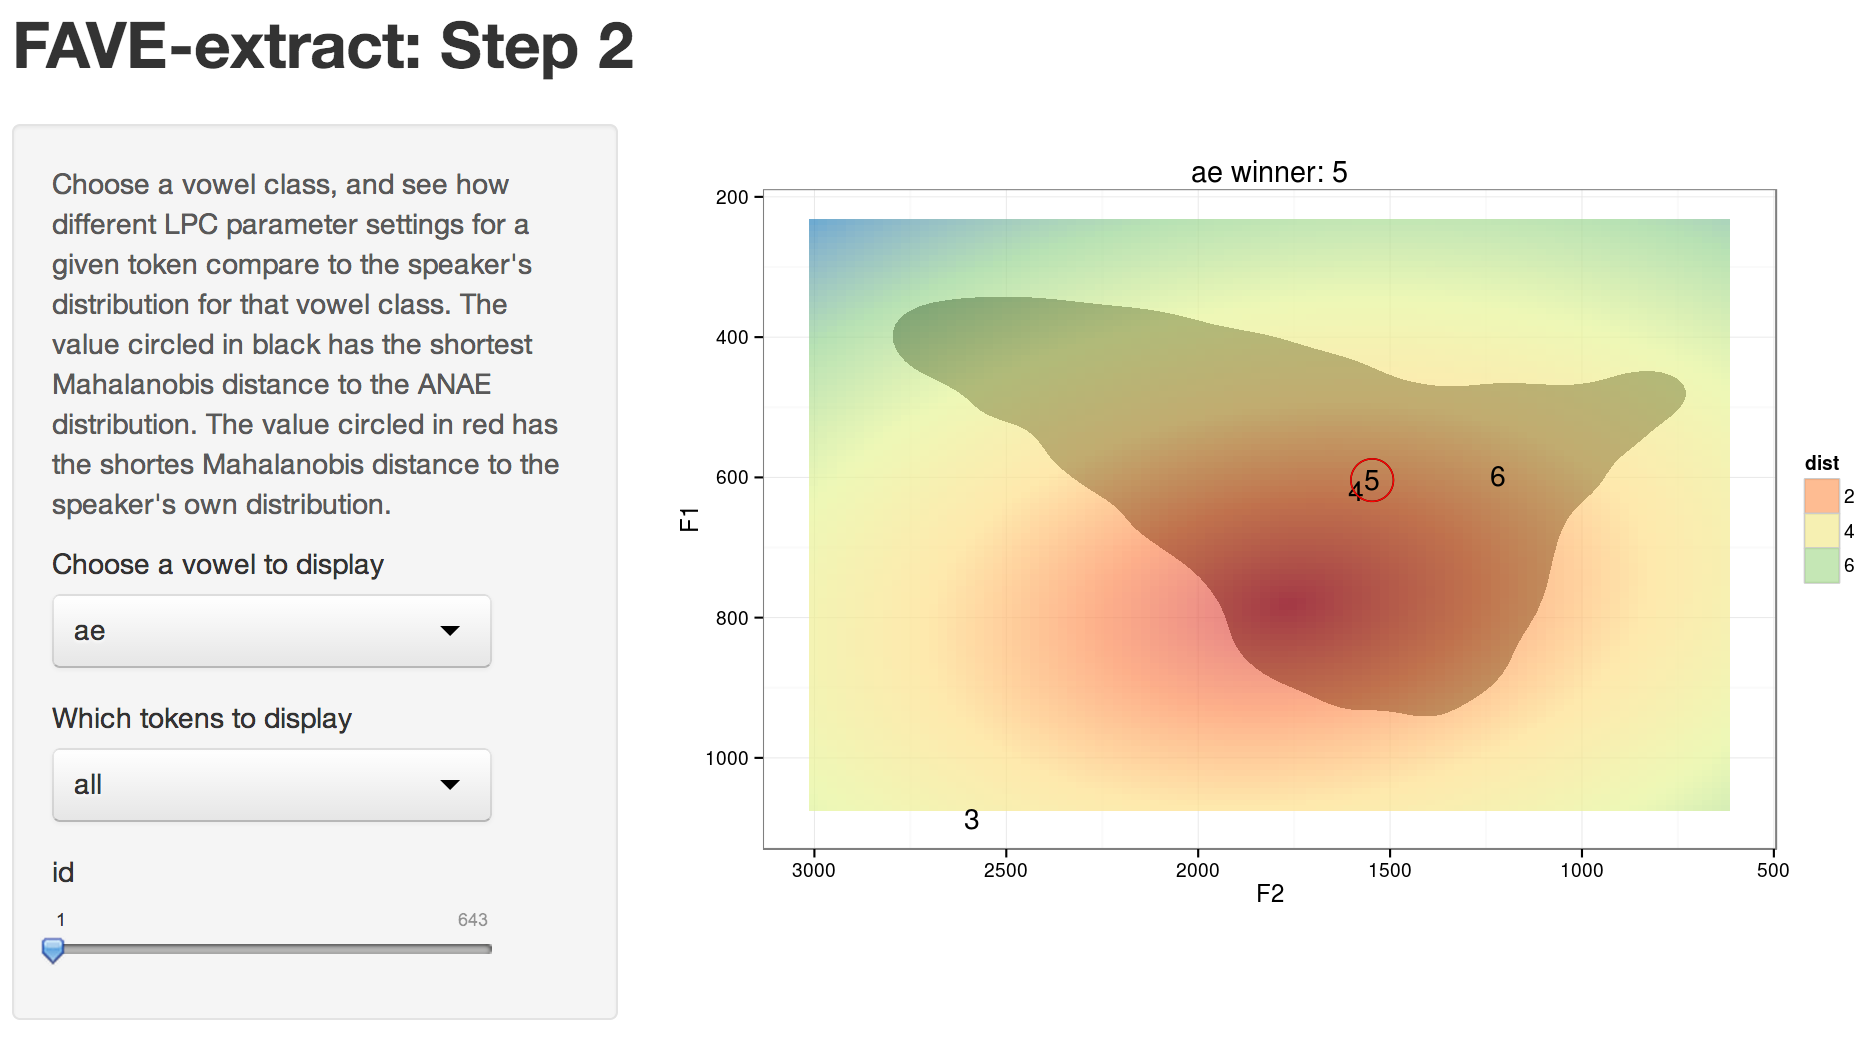 FAVE-extract: Step 2
Choose a vowel class, and see how
different LPC parameter settings for a
given token compare to the speaker's
distribution for that vowel class. The
value circled in black has the shortest
Mahalanobis distance to the ANAE
distribution. The value circled in red has
the shortes Mahalanobis distance to the
speaker's own distribution.
Choose a vowel to display
ae
Which tokens to display
all
id
1 643
ae winner: 5
200
400
600
800
1000
F1
4 5 6
3
3000 2500 2000 1500 1000 500
F2
dist
2
4
6